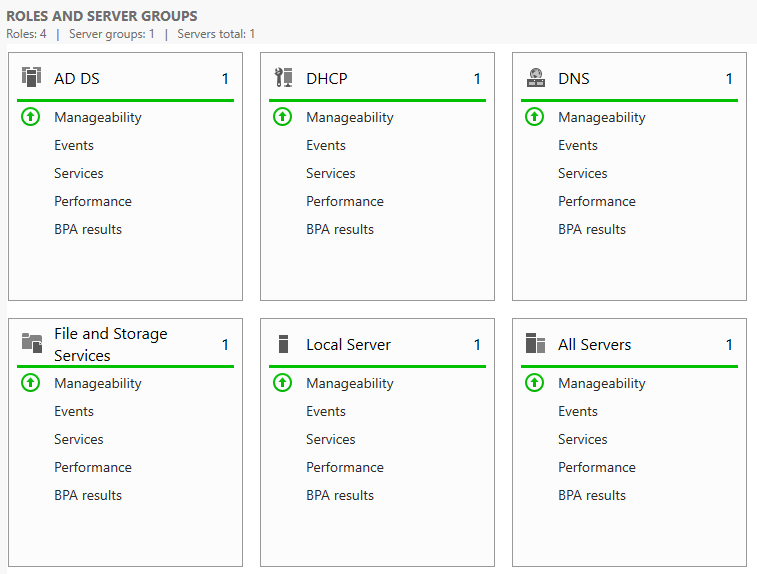 ROLES AND SERVER GROUPS
Roles: 4 | Server groups: 1 | Servers total: 1
AD DS 1
Manageability
Events
Services
Performance
BPA results
DHCP 1
Manageability
Events
Services
Performance
BPA results
DNS 1
Manageability
Events
Services
Performance
BPA results
File and Storage
Services 1
Manageability
Events
Services
Performance
BPA results
Local Server 1
Manageability
Events
Services
Performance
BPA results
All Servers 1
Manageability
Events
Services
Performance
BPA results